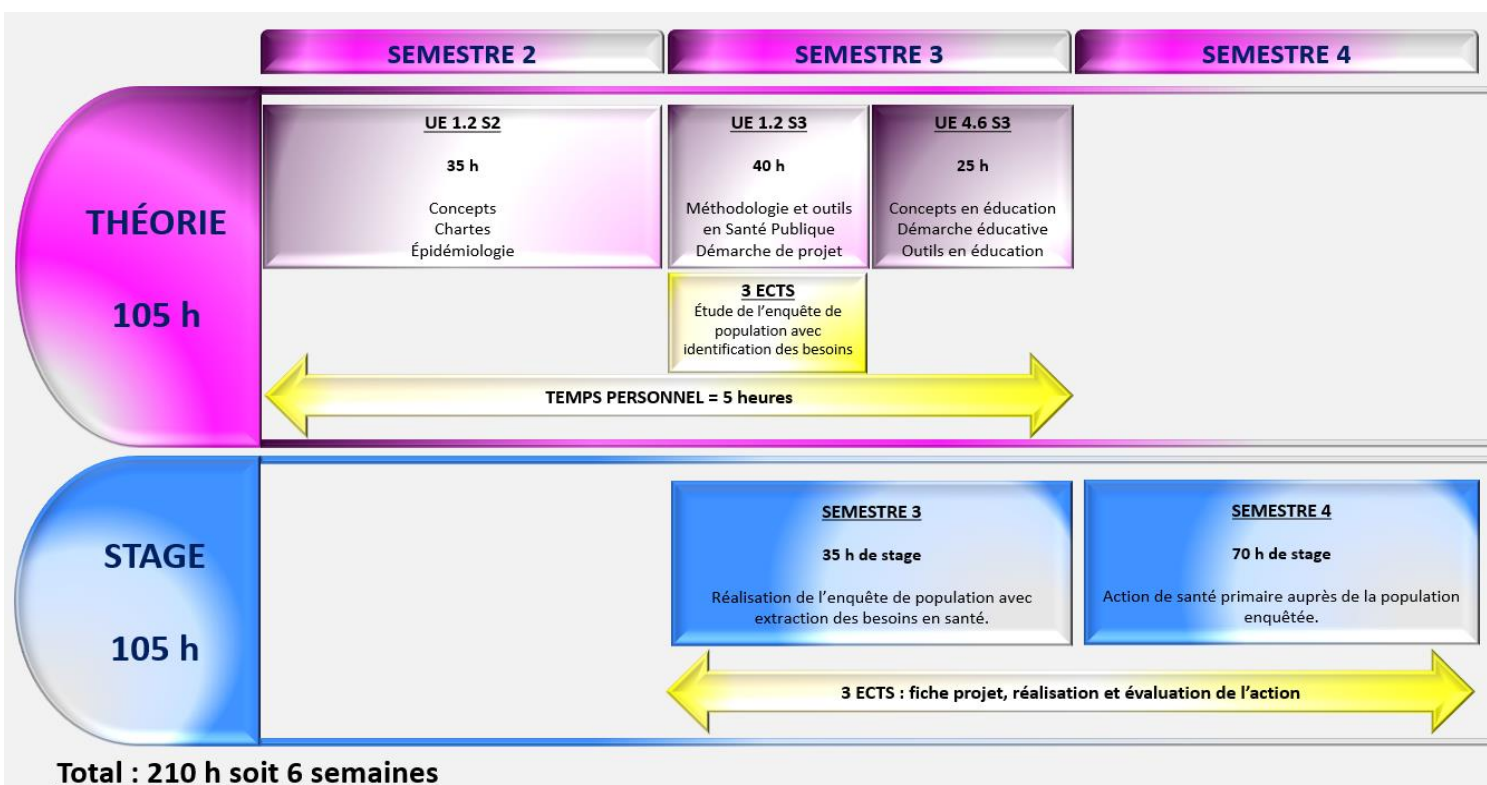 SEMESTRE 2
SEMESTRE 3
SEMESTRE 4
THÉORIE
105 h
UE 1.2 S2
35 h
Concepts
Chartes
Épidémiologie
UE 1.2 S3
40 h
Méthodologie et outils
en Santé Publique
Démarche de projet
UE 4.6 S3
25 h
Concepts en éducation
Démarche éducative
Outils en éducation
3 ECTS
Étude de l’enquête de
population avec
identification des besoins
TEMPS PERSONNEL = 5 heures
STAGE
105 h
SEMESTRE 3
35 h de stage
Réalisation de l’enquête de population avec
extraction des besoins en santé.
SEMESTRE 4
70 h de stage
Action de santé primaire auprès de la population
enquêtée.
3 ECTS : fiche projet, réalisation et évaluation de l’action
Total : 210 h soit 6 semaines